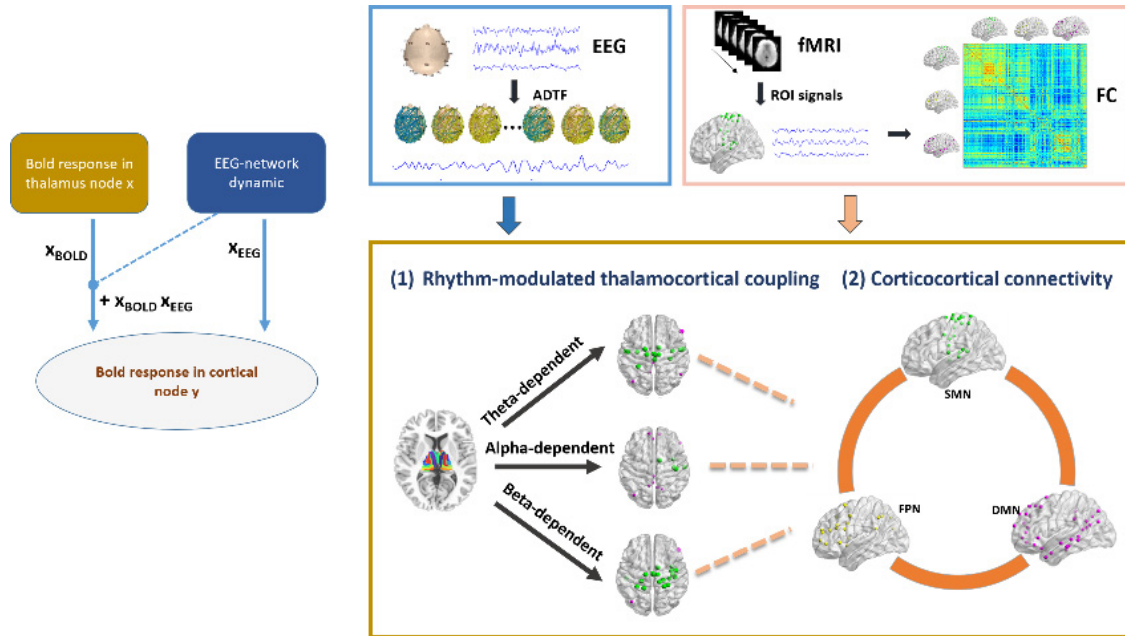 Bold response in
thalamus node x
EEG-network
dynamic
XBOLD
XEEG
+ XBOLD XEEG
Bold response in cortical
node y
EEG
ADTF
fMRI
ROI signals
FC
(1) Rhythm-modulated thalamocortical coupling
(2) Corticocortical connectivity
Theta-dependent
Alpha-dependent
Beta-dependent
SMN
FPN
DMN